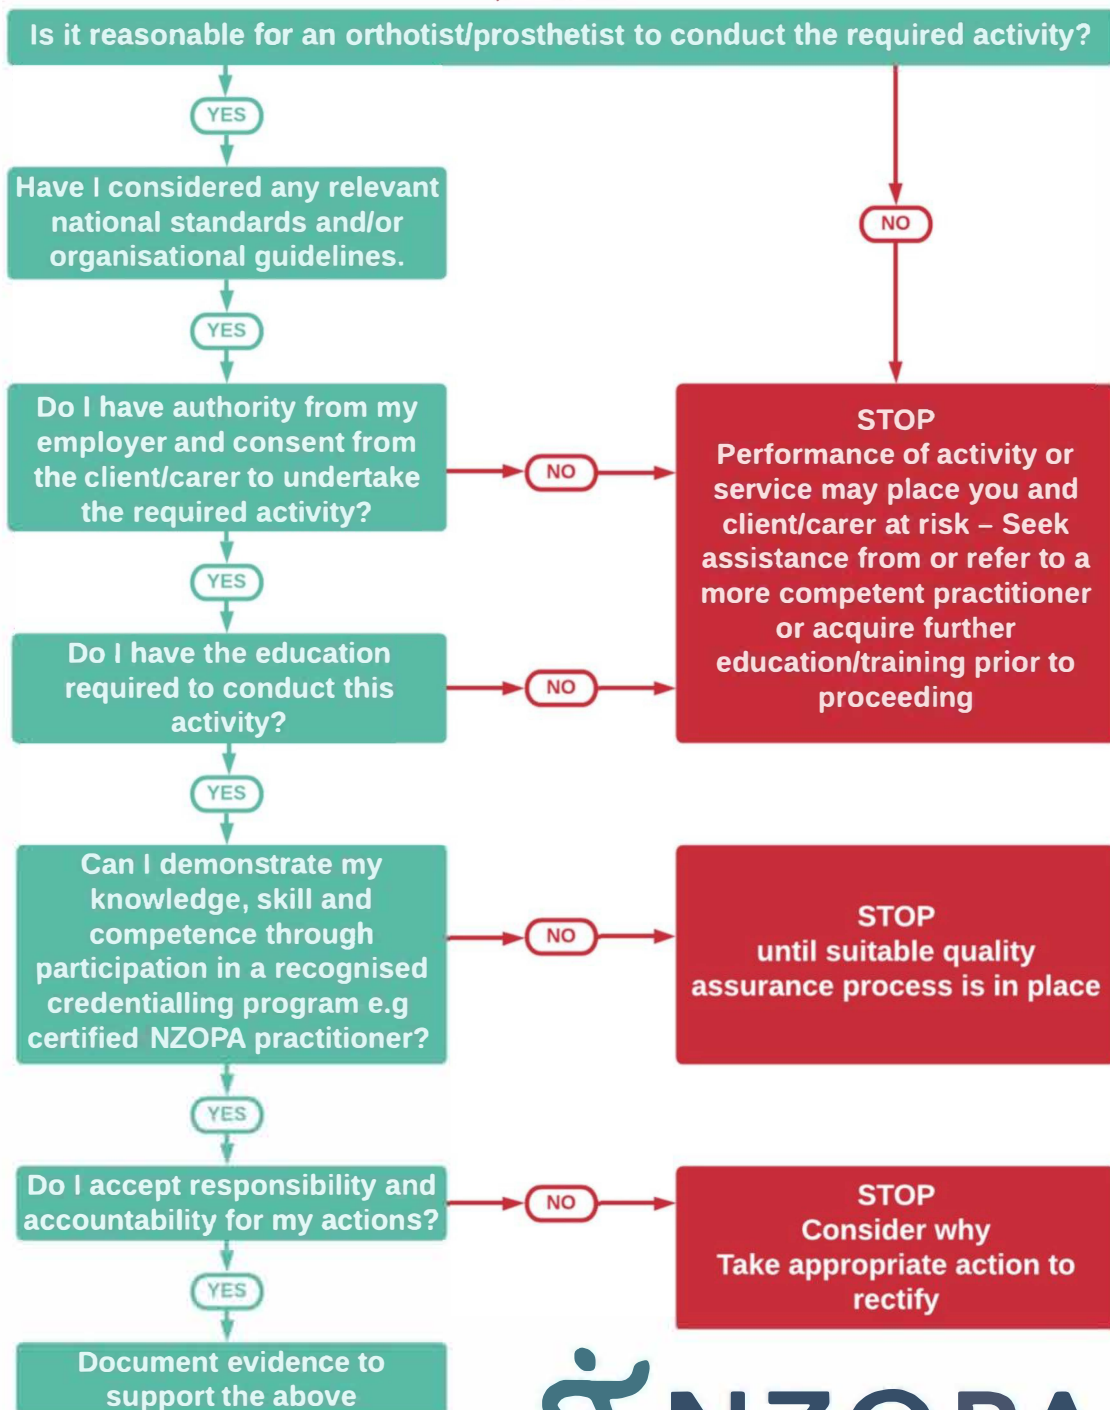 Is it reasonable for an orthotist/prosthetist to conduct the required activity?
YES
NO
Have I considered any relevant
national standards and/or
organisational guidelines.
YES
Do I have authority from my
employer and consent from
the client/carer to undertake
the required activity?
NO
STOP
Performance of activity or
service may place you and
client/carer at risk – Seek
assistance from or refer to a
more competent practitioner
or acquire further
education/training prior to
proceeding
YES
Do I have the education
required to conduct this
activity?
NO
YES
Can I demonstrate my
knowledge, skill and
competence through
participation in a recognised
credentialling program e.g
certified NZOPA practitioner?
NO
STOP
until suitable quality
assurance process is in place
YES
Do I accept responsibility and
accountability for my actions?
NO
STOP
Consider why
Take appropriate action to
rectify
YES
Document evidence to
support the above
NZOPA